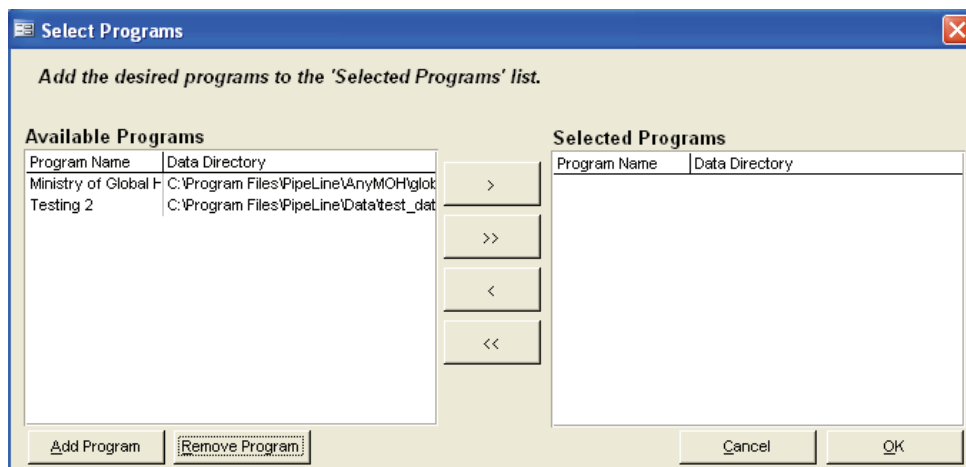 Select Programs
Add the desired programs to the 'Selected Programs' list.
Available Programs
Program Name Data Directory
Ministry of Global H C:\Program Files\PipeLine\AnyMOH\glob
Testing 2 C:\Program Files\PipeLine\Data\test_dat
>
>>
<
<<
Selected Programs
Program Name Data Directory
Add Program Remove Program Cancel OK